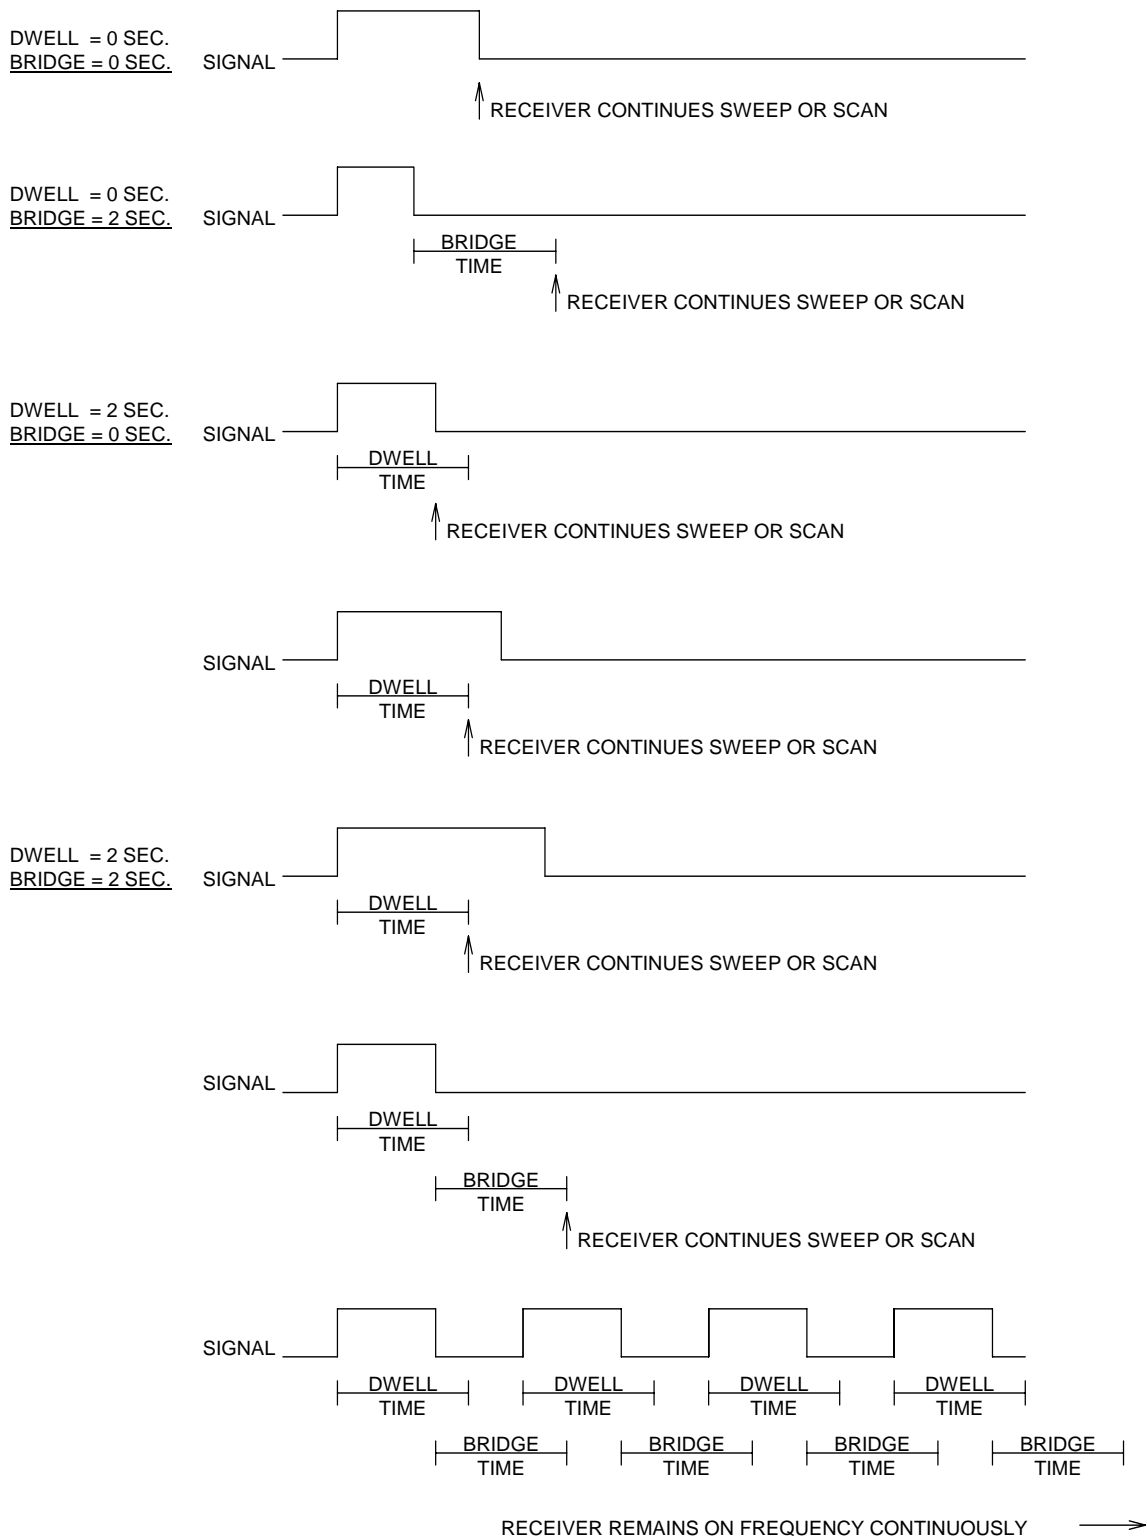 DWELL = 0 SEC.
BRIDGE = 0 SEC.
SIGNAL
RECEIVER CONTINUES SWEEP OR SCAN
DWELL = 0 SEC.
BRIDGE = 2 SEC.
SIGNAL
BRIDGE
TIME
RECEIVER CONTINUES SWEEP OR SCAN
DWELL = 2 SEC.
BRIDGE = 0 SEC.
SIGNAL
DWELL
TIME
RECEIVER CONTINUES SWEEP OR SCAN
SIGNAL
DWELL
TIME
RECEIVER CONTINUES SWEEP OR SCAN
DWELL = 2 SEC.
BRIDGE = 2 SEC.
SIGNAL
DWELL
TIME
RECEIVER CONTINUES SWEEP OR SCAN
SIGNAL
DWELL
TIME
BRIDGE
TIME
RECEIVER CONTINUES SWEEP OR SCAN
SIGNAL
DWELL DWELL DWELL DWELL
TIME TIME TIME TIME
BRIDGE BRIDGE BRIDGE BRIDGE
TIME TIME TIME TIME
RECEIVER REMAINS ON FREQUENCY CONTINUOUSLY